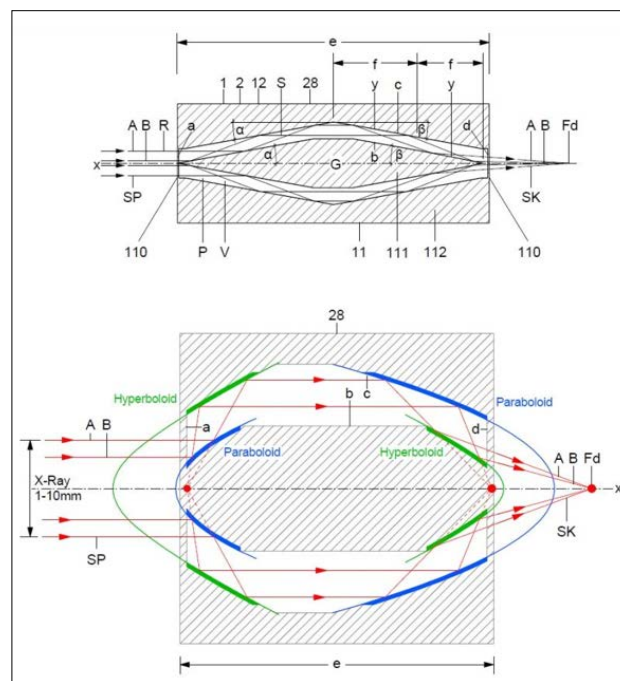 e
f f
1 2 12 S 28 y c y
A B R a α β d A B Fd
α G b β
x
SP SK
110 P V 11 111 112 110
28
Hyperboloid b c Paraboloid
A B a Paraboloid Hyperboloid d A B Fd
X-Ray
1-10mm
x
SP SK
e